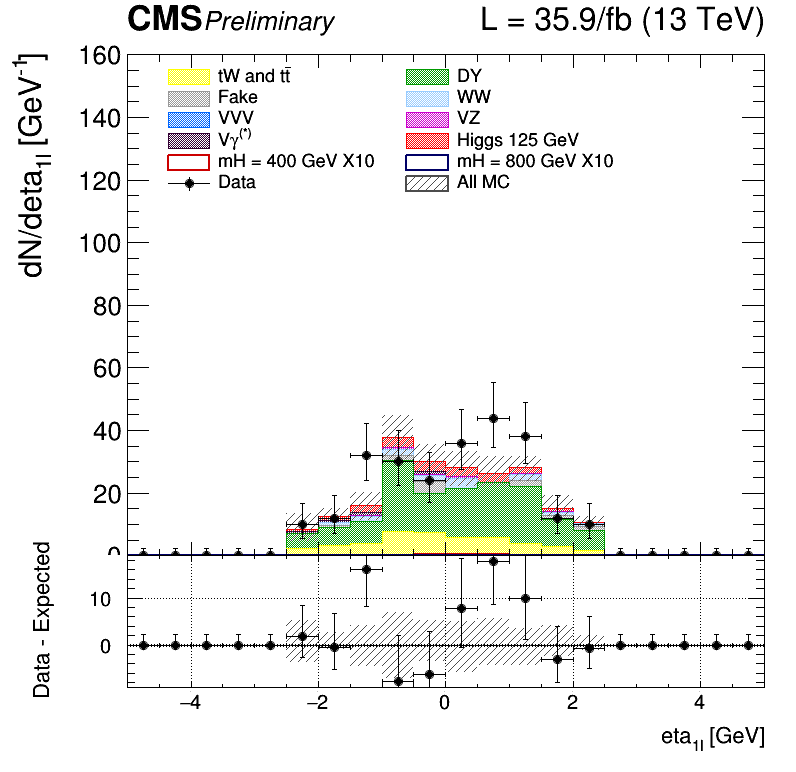 CMS Preliminary L = 35.9/fb (13 TeV)
dN/deta1l [GeV-1]
160
140
120
100
80
60
40
20
0
tW and tt̄
DY
Fake
WW
VVV
VZ
Vγ(*)
Higgs 125 GeV
mH = 400 GeV X10
mH = 800 GeV X10
Data
All MC
Data - Expected
10
0
−4 −2 0 2 4
eta1l [GeV]